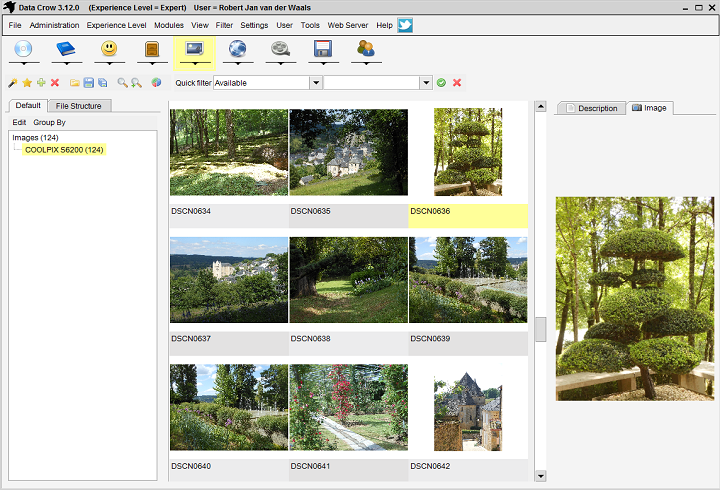 Data Crow 3.12.0 (Experience Level = Expert) User = Robert Jan van der Waals
File Administration Experience Level Modules View Filter Settings User Tools Web Server Help
Quick filter Available
Default File Structure
Edit Group By
Images (124)
COOLPIX S6200 (124)
DSCN0634 DSCN0635 DSCN0636
DSCN0637 DSCN0638 DSCN0639
DSCN0640 DSCN0641 DSCN0642
Description Image